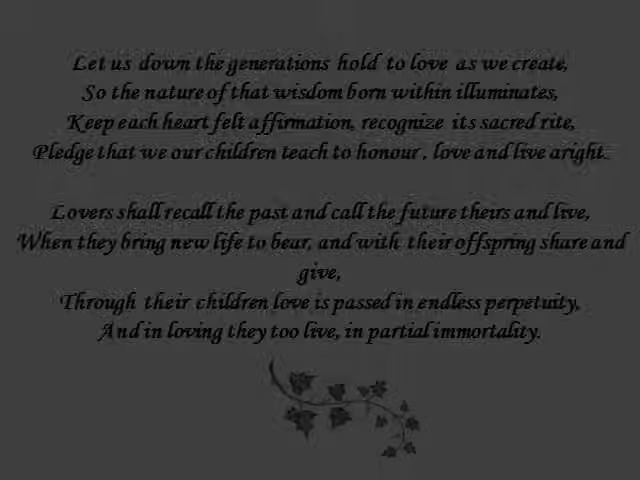 Let us down the generations hold to love as we create,
So the nature of that wisdom born within illuminates,
Keep each heart felt affirmation, recognize its sacred rite,
Pledge that we our children teach to honour, love and live aright.
Lovers shall recall the past and call the future theirs and live,
When they bring new life to bear, and with their offspring share and
give,
Through their children love is passed in endless perpetuity,
And in loving they too live, in partial immortality.